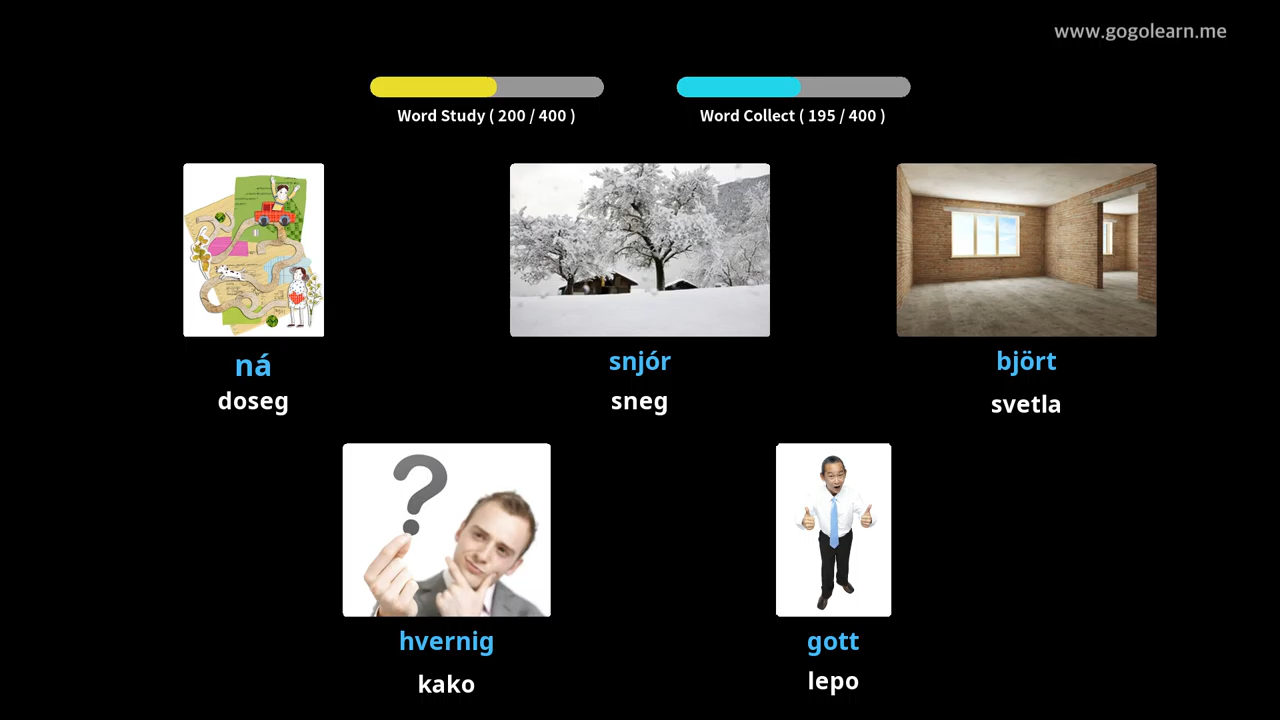 www.gogolearn.me
Word Study ( 200 / 400 )
Word Collect ( 195 / 400 )
ná
doseg
snjór
sneg
björt
svetla
hvernig
kako
gott
lepo